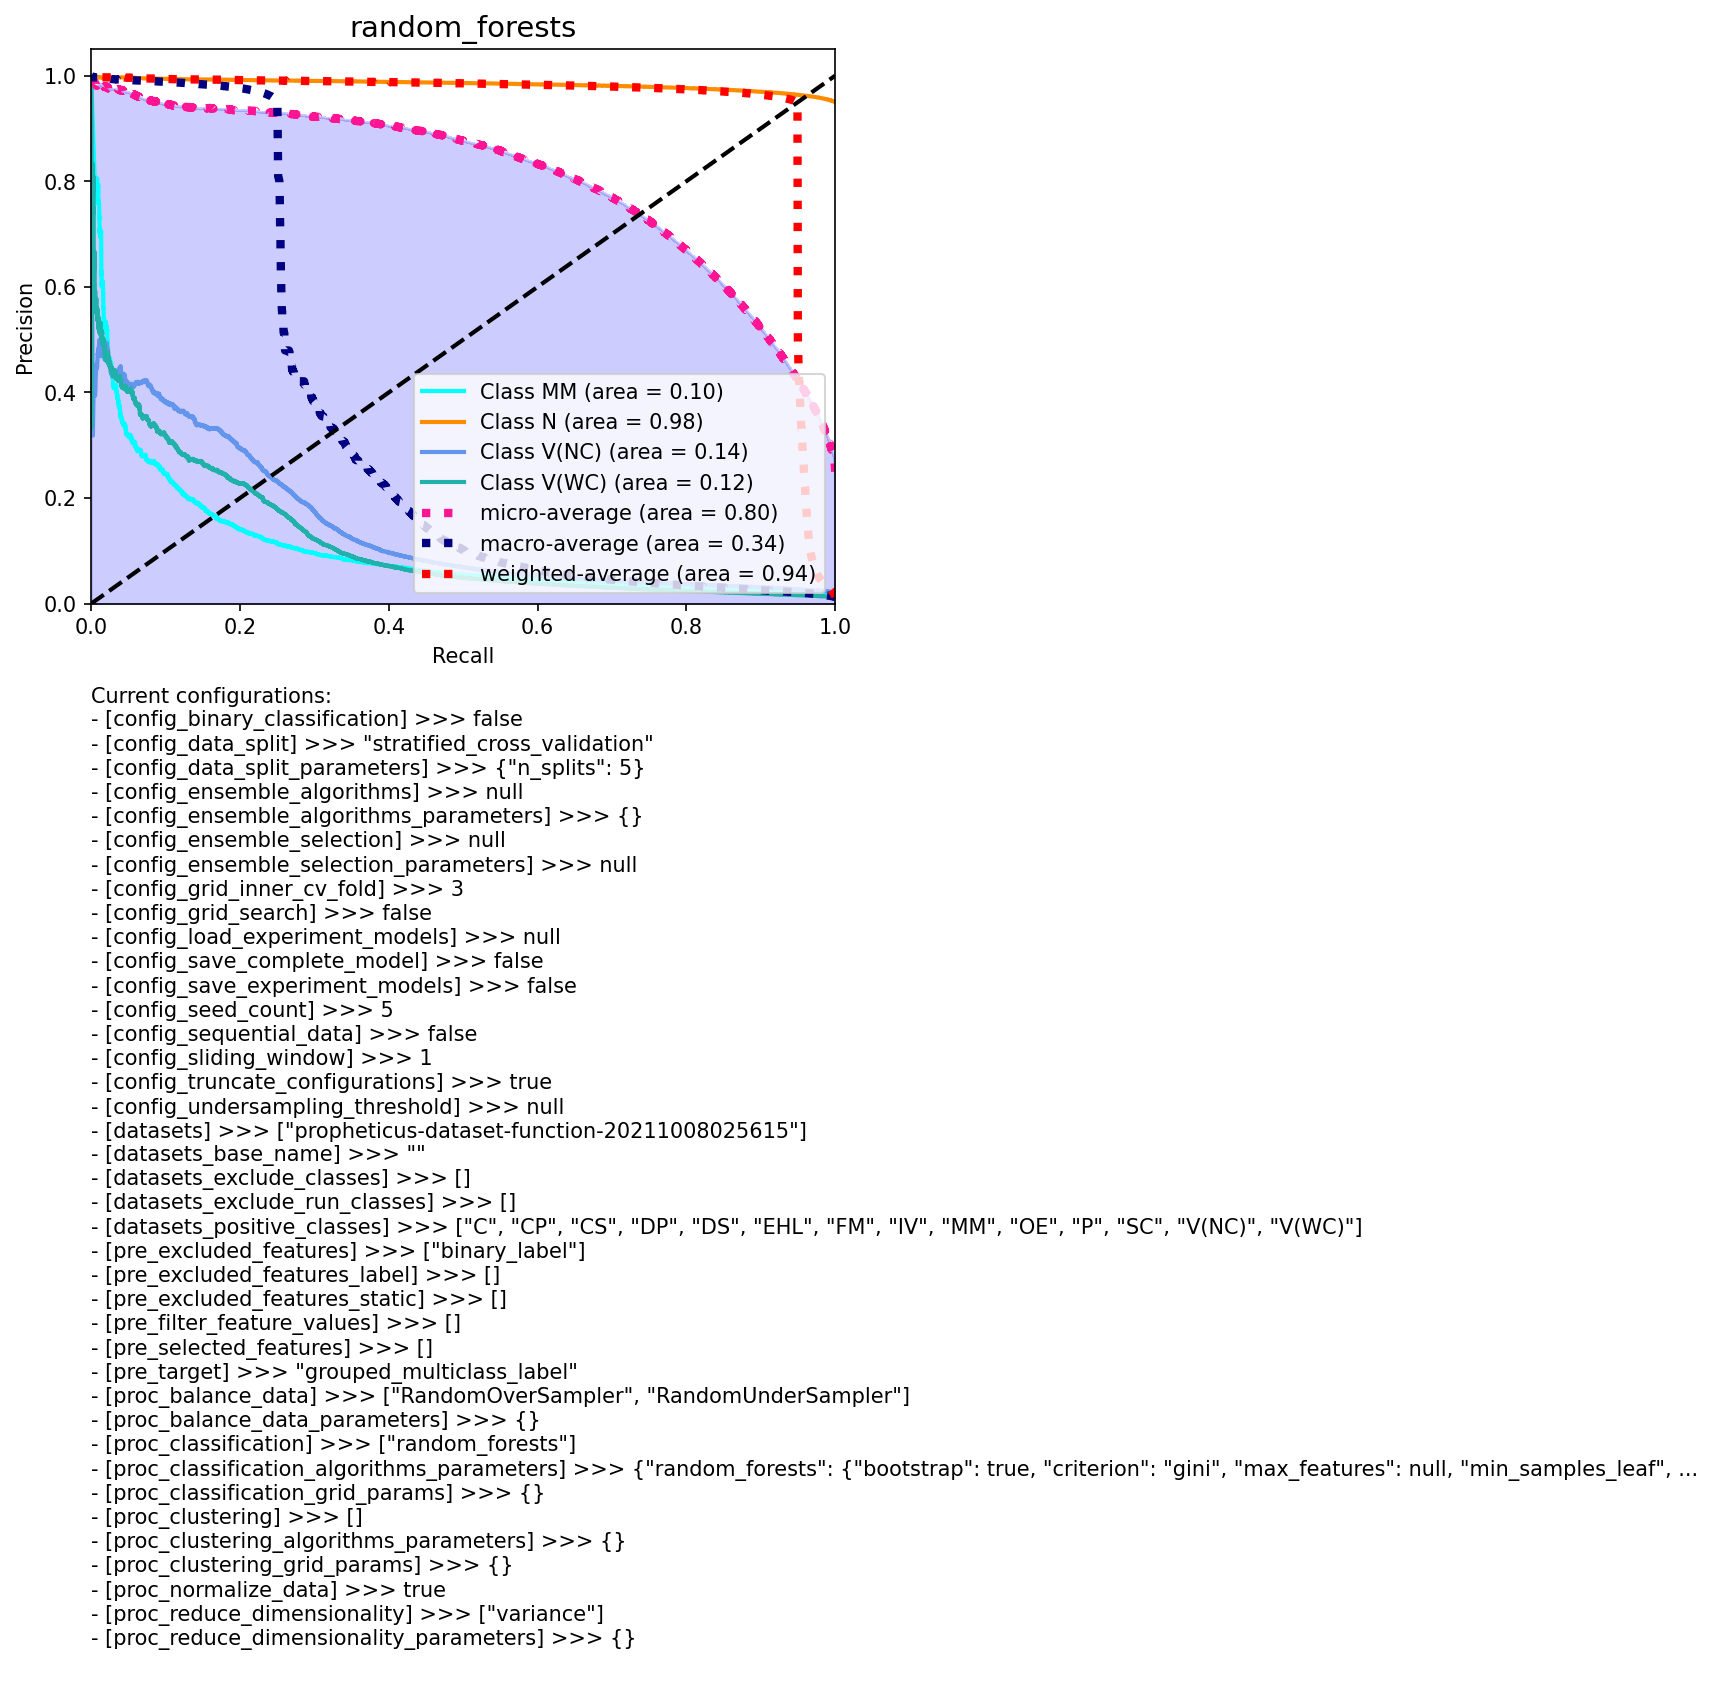 random_forests
1.0
0.8
0.6
0.4
0.2
0.0
Precision
Class MM (area = 0.10)
Class N (area = 0.98)
Class V(NC) (area = 0.14)
Class V(WC) (area = 0.12)
micro-average (area = 0.80)
macro-average (area = 0.34)
weighted-average (area = 0.94)
0.0 0.2 0.4 0.6 0.8 1.0
Recall
Current configurations:
- [config_binary_classification] >>> false
- [config_data_split] >>> "stratified_cross_validation"
- [config_data_split_parameters] >>> {"n_splits": 5}
- [config_ensemble_algorithms] >>> null
- [config_ensemble_algorithms_parameters] >>> {}
- [config_ensemble_selection] >>> null
- [config_ensemble_selection_parameters] >>> null
- [config_grid_inner_cv_fold] >>> 3
- [config_grid_search] >>> false
- [config_load_experiment_models] >>> null
- [config_save_complete_model] >>> false
- [config_save_experiment_models] >>> false
- [config_seed_count] >>> 5
- [config_sequential_data] >>> false
- [config_sliding_window] >>> 1
- [config_truncate_configurations] >>> true
- [config_undersampling_threshold] >>> null
- [datasets] >>> ["propheticus-dataset-function-20211008025615"]
- [datasets_base_name] >>> ""
- [datasets_exclude_classes] >>> []
- [datasets_exclude_run_classes] >>> []
- [datasets_positive_classes] >>> ["C", "CP", "CS", "DP", "DS", "EHL", "FM", "IV", "MM", "OE", "P", "SC", "V(NC)", "V(WC)"]
- [pre_excluded_features] >>> ["binary_label"]
- [pre_excluded_features_label] >>> []
- [pre_excluded_features_static] >>> []
- [pre_filter_feature_values] >>> []
- [pre_selected_features] >>> []
- [pre_target] >>> "grouped_multiclass_label"
- [proc_balance_data] >>> ["RandomOverSampler", "RandomUnderSampler"]
- [proc_balance_data_parameters] >>> {}
- [proc_classification] >>> ["random_forests"]
- [proc_classification_algorithms_parameters] >>> {"random_forests": {"bootstrap": true, "criterion": "gini", "max_features": null, "min_samples_leaf", ...
- [proc_classification_grid_params] >>> {}
- [proc_clustering] >>> []
- [proc_clustering_algorithms_parameters] >>> {}
- [proc_clustering_grid_params] >>> {}
- [proc_normalize_data] >>> true
- [proc_reduce_dimensionality] >>> ["variance"]
- [proc_reduce_dimensionality_parameters] >>> {}